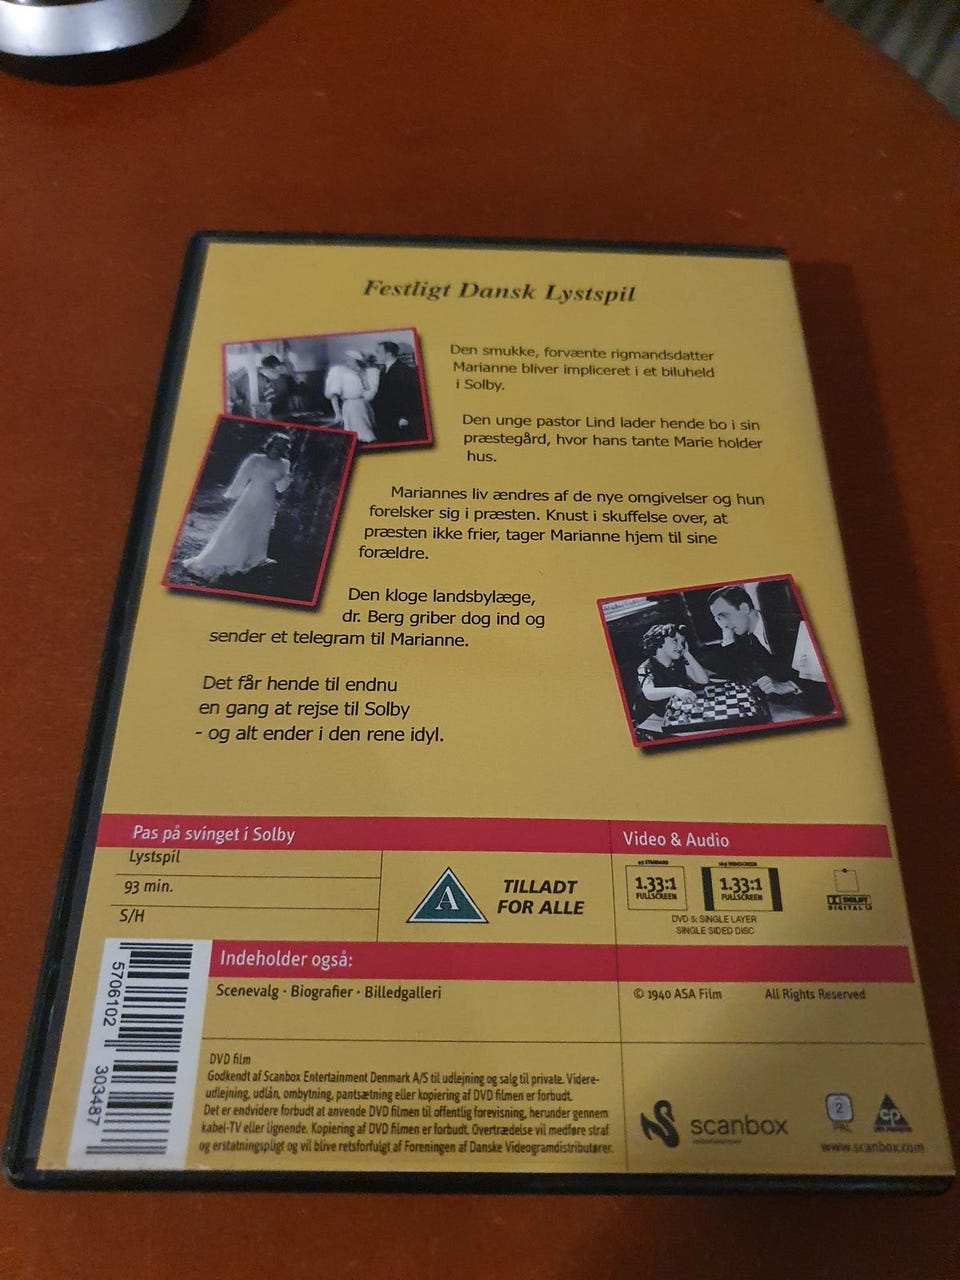 Festligt Dansk Lystspil
Den smukke, forvænte rigmandsdatter
Marianne bliver impliceret i et biluheld
i Solby.
Den unge pastor Lind lader hende bo i sin
præstegård, hvor hans tante Marie holder
hus.
Mariannes liv ændres af de nye omgivelser og hun
forelsker sig i præsten. Knust i skuffelse over, at
præsten ikke frier, tager Marianne hjem til sine
forældre.
Den kloge landsbylæge,
dr. Berg griber dog ind og
sender et telegram til Marianne.
Det får hende til endnu
en gang at rejse til Solby
- og alt ender i den rene idyl.
Pas på svinget i Solby
Lystspil
93 min.
S/H
A
TILLADT
FOR ALLE
Video & Audio
4:3 STANDARD
1.33:1
FULLSCREEN
16:9 WIDESCREEN
1.33:1
FULLSCREEN
DVD 5: SINGLE LAYER
SINGLE SIDED DISC
DOLBY
DIGITAL
Indeholder også:
Scenevalg · Biografier · Billedgalleri
© 1940 ASA Film All Rights Reserved
5706102 303487
DVD film
Godkendt af Scanbox Entertainment Denmark A/S til udlejning og salg til private. Videre-
udlejning, udlån, ombytning, pantsætning eller kopiering af DVD filmen er forbudt.
Det er endvidere forbudt at anvende DVD filmen til offentlig forevisning, herunder gennem
kabel-TV eller lignende. Kopiering af DVD filmen er forbudt. Overtrædelse vil medføre straf
og erstatningspligt og vil blive retsforfulgt af Foreningen af Danske Videogramdistributører.
scanbox
2
PAL
cp
www.scanbox.com